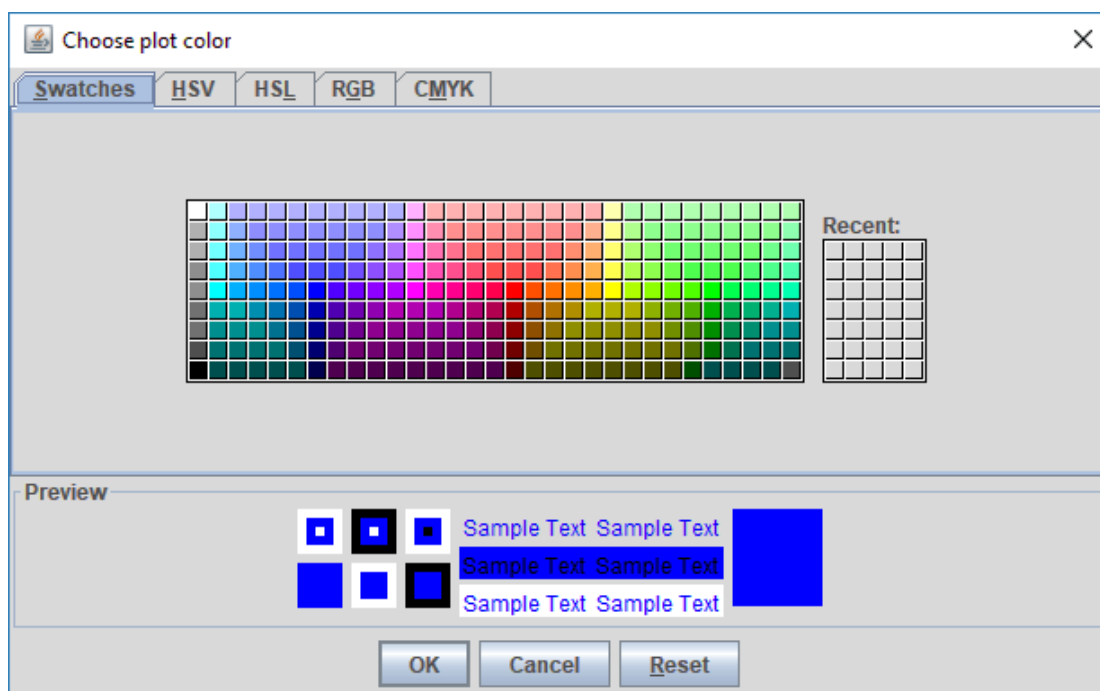 Choose plot color
Swatches HSV HSL RGB CMYK
Recent:
Preview
Sample Text Sample Text
Sample Text Sample Text
Sample Text Sample Text
OK Cancel Reset